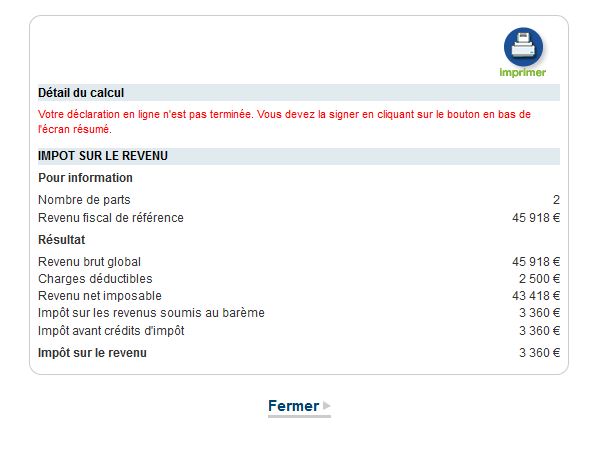 imprimer
Détail du calcul
Votre déclaration en ligne n'est pas terminée. Vous devez la signer en cliquant sur le bouton en bas de
l'écran résumé.
IMPOT SUR LE REVENU
Pour information
Nombre de parts 2
Revenu fiscal de référence 45 918 €
Résultat
Revenu brut global 45 918 €
Charges déductibles 2 500 €
Revenu net imposable 43 418 €
Impôt sur les revenus soumis au barème 3 360 €
Impôt avant crédits d'impôt 3 360 €
Impôt sur le revenu 3 360 €
Fermer